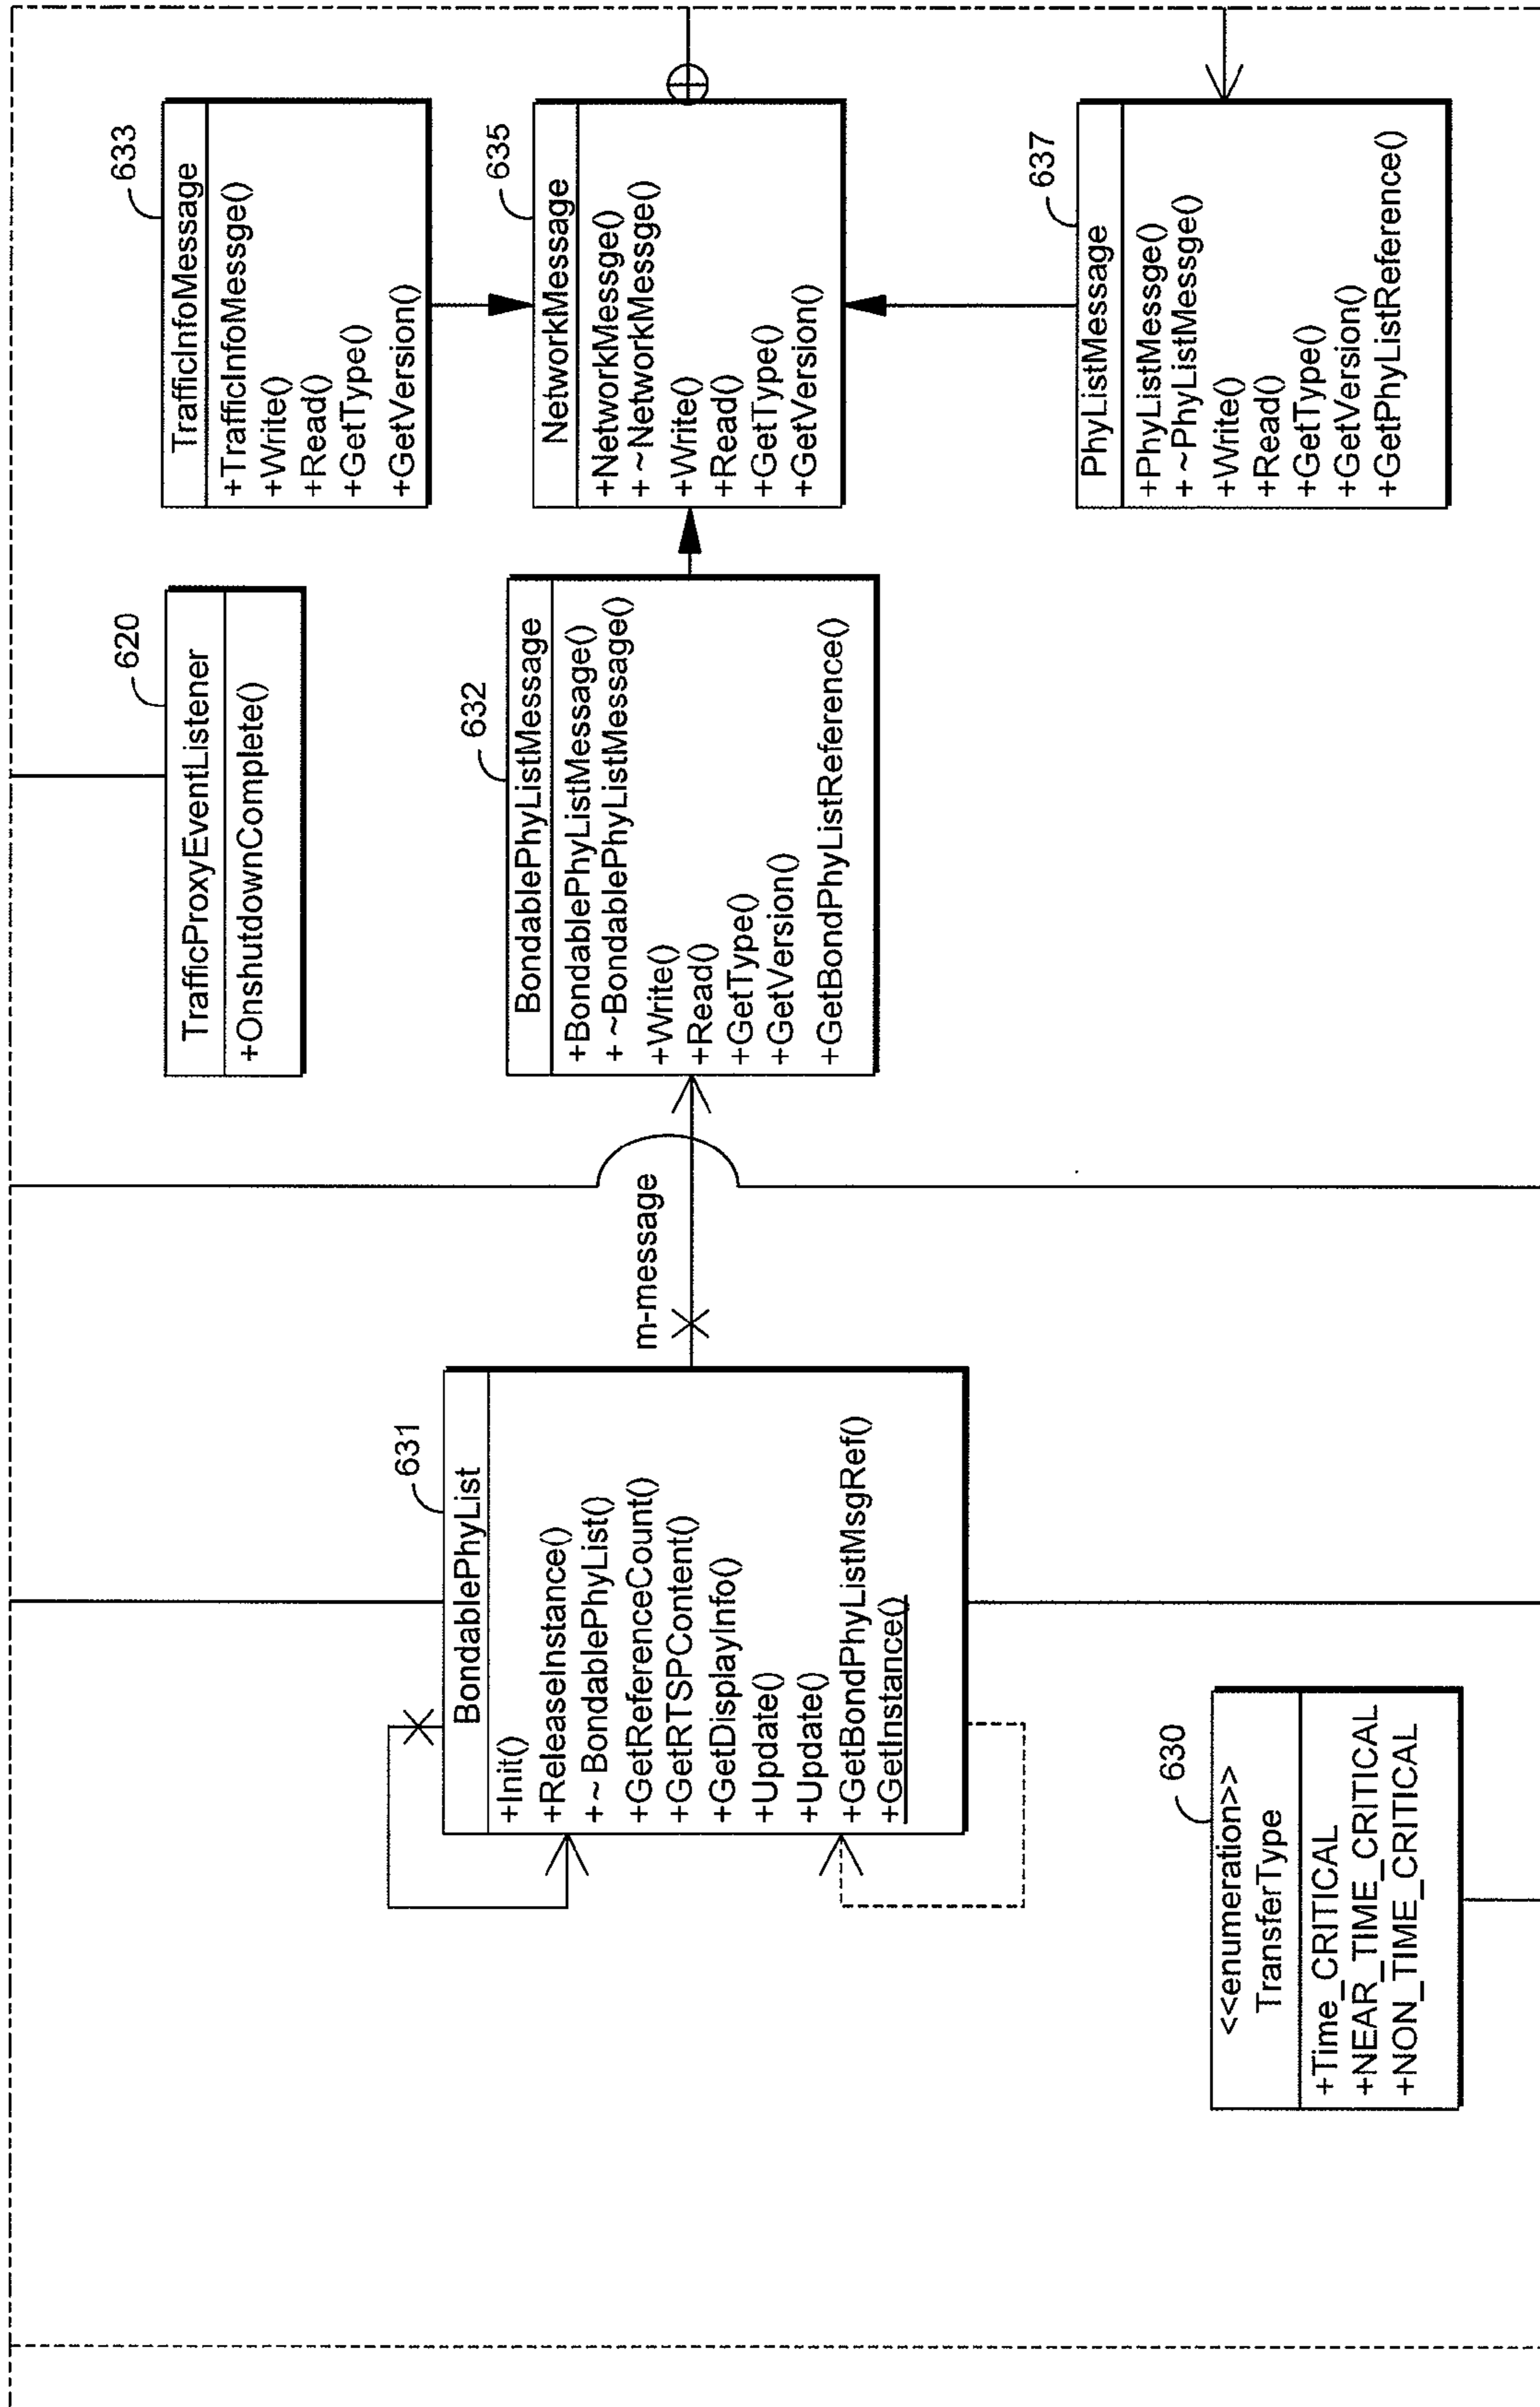 631
BondablePhyList
+Init()
+ReleaseInstance()
+ ~BondablePhyList()
+GetReferenceCount()
+GetRTSPContent()
+GetDisplayInfo()
+Update()
+Update()
+GetBondPhyListMsgRef()
+GetInstance()
m-message
630
<<enumeration>>
TransferType
+Time_CRITICAL
+NEAR_TIME_CRITICAL
+NON_TIME_CRITICAL
620
TrafficProxyEventListener
+OnshutdownComplete()
632
BondablePhyListMessage
+BondablePhyListMessage()
+ ~BondablePhyListMessage()
+Write()
+Read()
+GetType()
+GetVersion()
+GetBondPhyListReference()
633
TrafficInfoMessage
+TrafficInfoMessge()
+Write()
+Read()
+GetType()
+GetVersion()
635
NetworkMessage
+NetworkMessge()
+ ~NetworkMessge()
+Write()
+Read()
+GetType()
+GetVersion()
637
PhyListMessage
+PhyListMessge()
+ ~PhyListMessge()
+Write()
+Read()
+GetType()
+GetVersion()
+GetPhyListReference()